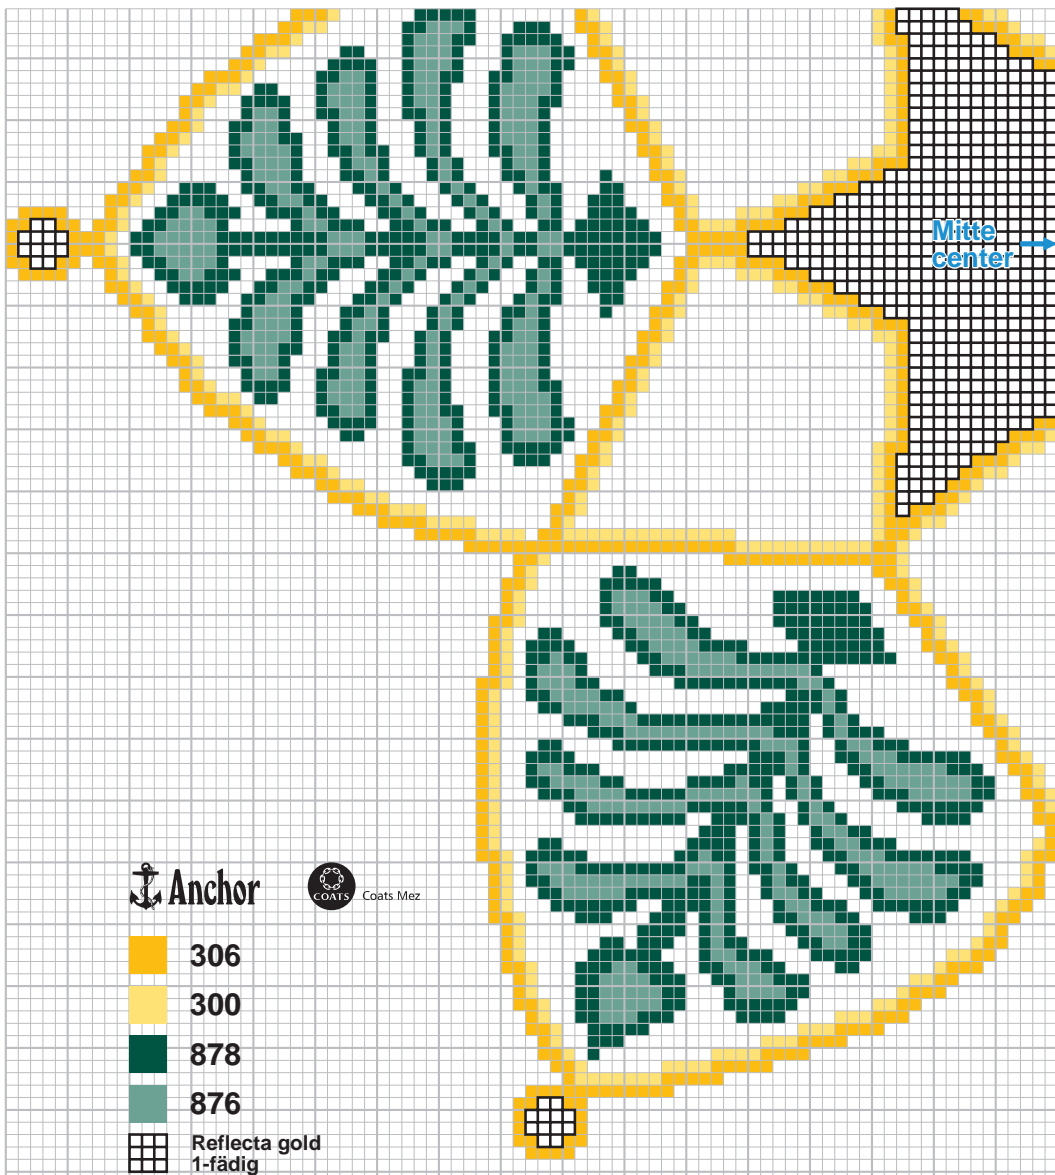 Mitte
center
Anchor
COATS
Coats Mez
306
300
878
876
Reflecta gold
1-fädig